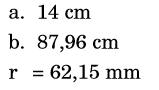 a. 14 cm
b. 87,96 cm
r = 62,15 mm